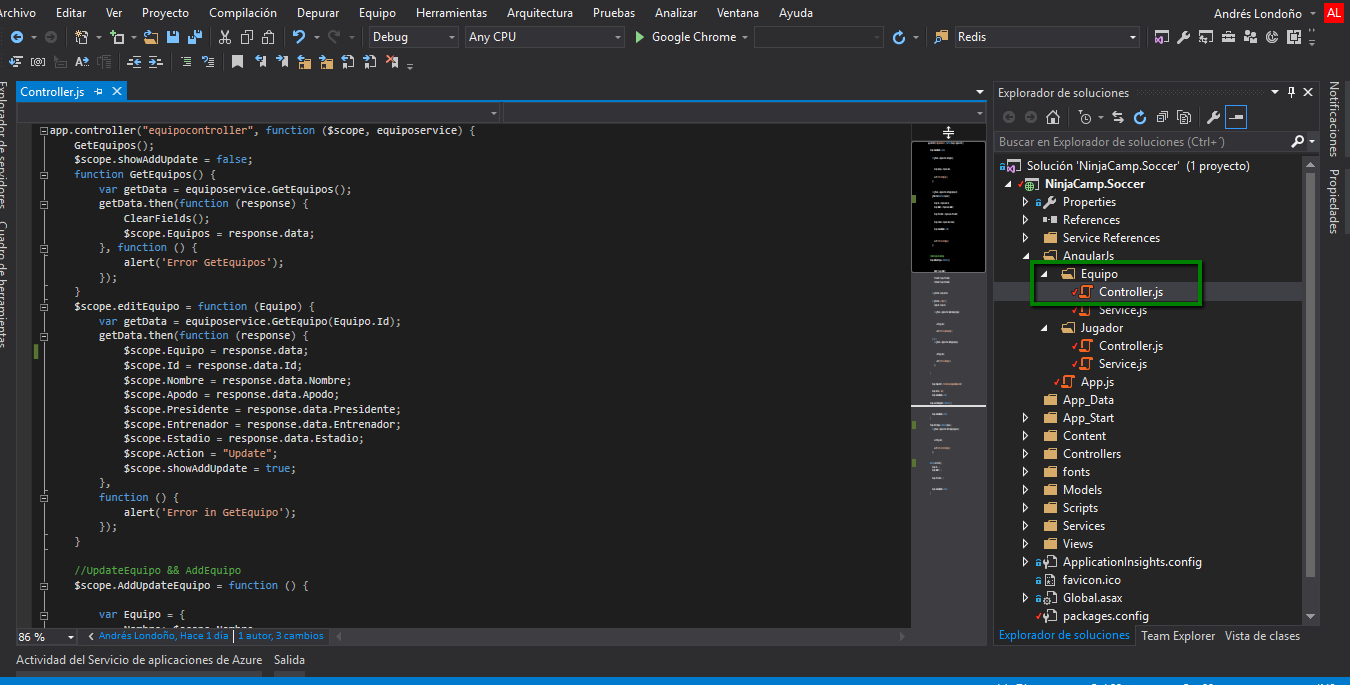 Archivo Editar Ver Proyecto Compilación Depurar Equipo Herramientas Arquitectura Pruebas Analizar Ventana Ayuda Andrés Londoño AL
Debug Any CPU Google Chrome Redis
Controller.js
app.controller("equipocontroller", function ($scope, equiposervice) {
GetEquipos();
$scope.showAddUpdate = false;
function GetEquipos() {
var getData = equiposervice.GetEquipos();
getData.then(function (response) {
ClearFields();
$scope.Equipos = response.data;
}, function () {
alert('Error GetEquipos');
});
}
$scope.editEquipo = function (Equipo) {
var getData = equiposervice.GetEquipo(Equipo.Id);
getData.then(function (response) {
$scope.Equipo = response.data;
$scope.Id = response.data.Id;
$scope.Nombre = response.data.Nombre;
$scope.Apodo = response.data.Apodo;
$scope.Presidente = response.data.Presidente;
$scope.Entrenador = response.data.Entrenador;
$scope.Estadio = response.data.Estadio;
$scope.Action = "Update";
$scope.showAddUpdate = true;
},
function () {
alert('Error in GetEquipo');
});
}
//UpdateEquipo && AddEquipo
$scope.AddUpdateEquipo = function () {
var Equipo = {
86 % Andrés Londoño, Hace 1 día | 1 autor, 3 cambios
Actividad del Servicio de aplicaciones de Azure Salida
Explorador de soluciones
Buscar en Explorador de soluciones (Ctrl+´)
Solución 'NinjaCamp.Soccer' (1 proyecto)
NinjaCamp.Soccer
Properties
References
Service References
AngularJs
Equipo
Controller.js
Service.js
Jugador
Controller.js
Service.js
App.js
App_Data
App_Start
Content
Controllers
fonts
Models
Scripts
Services
Views
ApplicationInsights.config
favicon.ico
Global.asax
packages.config
Explorador de soluciones Team Explorer Vista de clases
Notificaciones
Propiedades
Explorador de servidores
Cuadro de herramientas